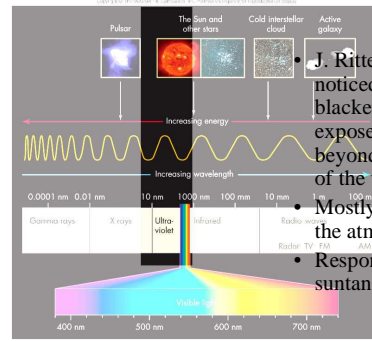 The Sun and
other stars
Cold interstellar
cloud
Active
galaxy
Pulsar
• J. Ritte
noticed
blacke
expose
beyond
of the
• Mostly
the atm
• Respon
suntan
Increasing energy
Increasing wavelength
0.0001 nm 0.01 nm 10 nm 1000 nm 100 mm 10 mm 1 m 100 m
Gamma rays X-rays Ultra-
violet Infrared Radio waves
Radar TV FM AM
Visible light
400 nm 500 nm 600 nm 700 nm